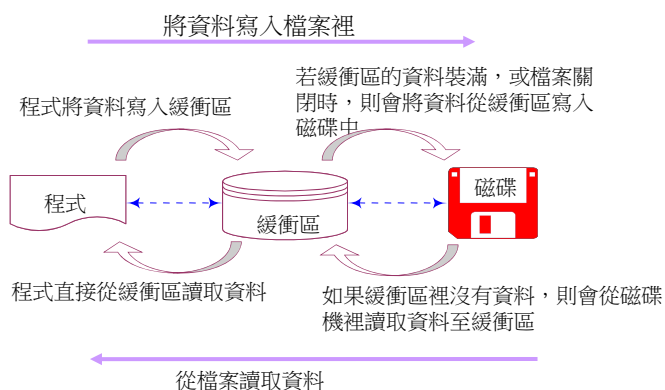 將資料寫入檔案裡
若緩衝區的資料裝滿，或檔案關
閉時，則會將資料從緩衝區寫入
磁碟中
程式將資料寫入緩衝區
程式
緩衝區
磁碟
程式直接從緩衝區讀取資料
如果緩衝區裡沒有資料，則會從磁碟
機裡讀取資料至緩衝區
從檔案讀取資料